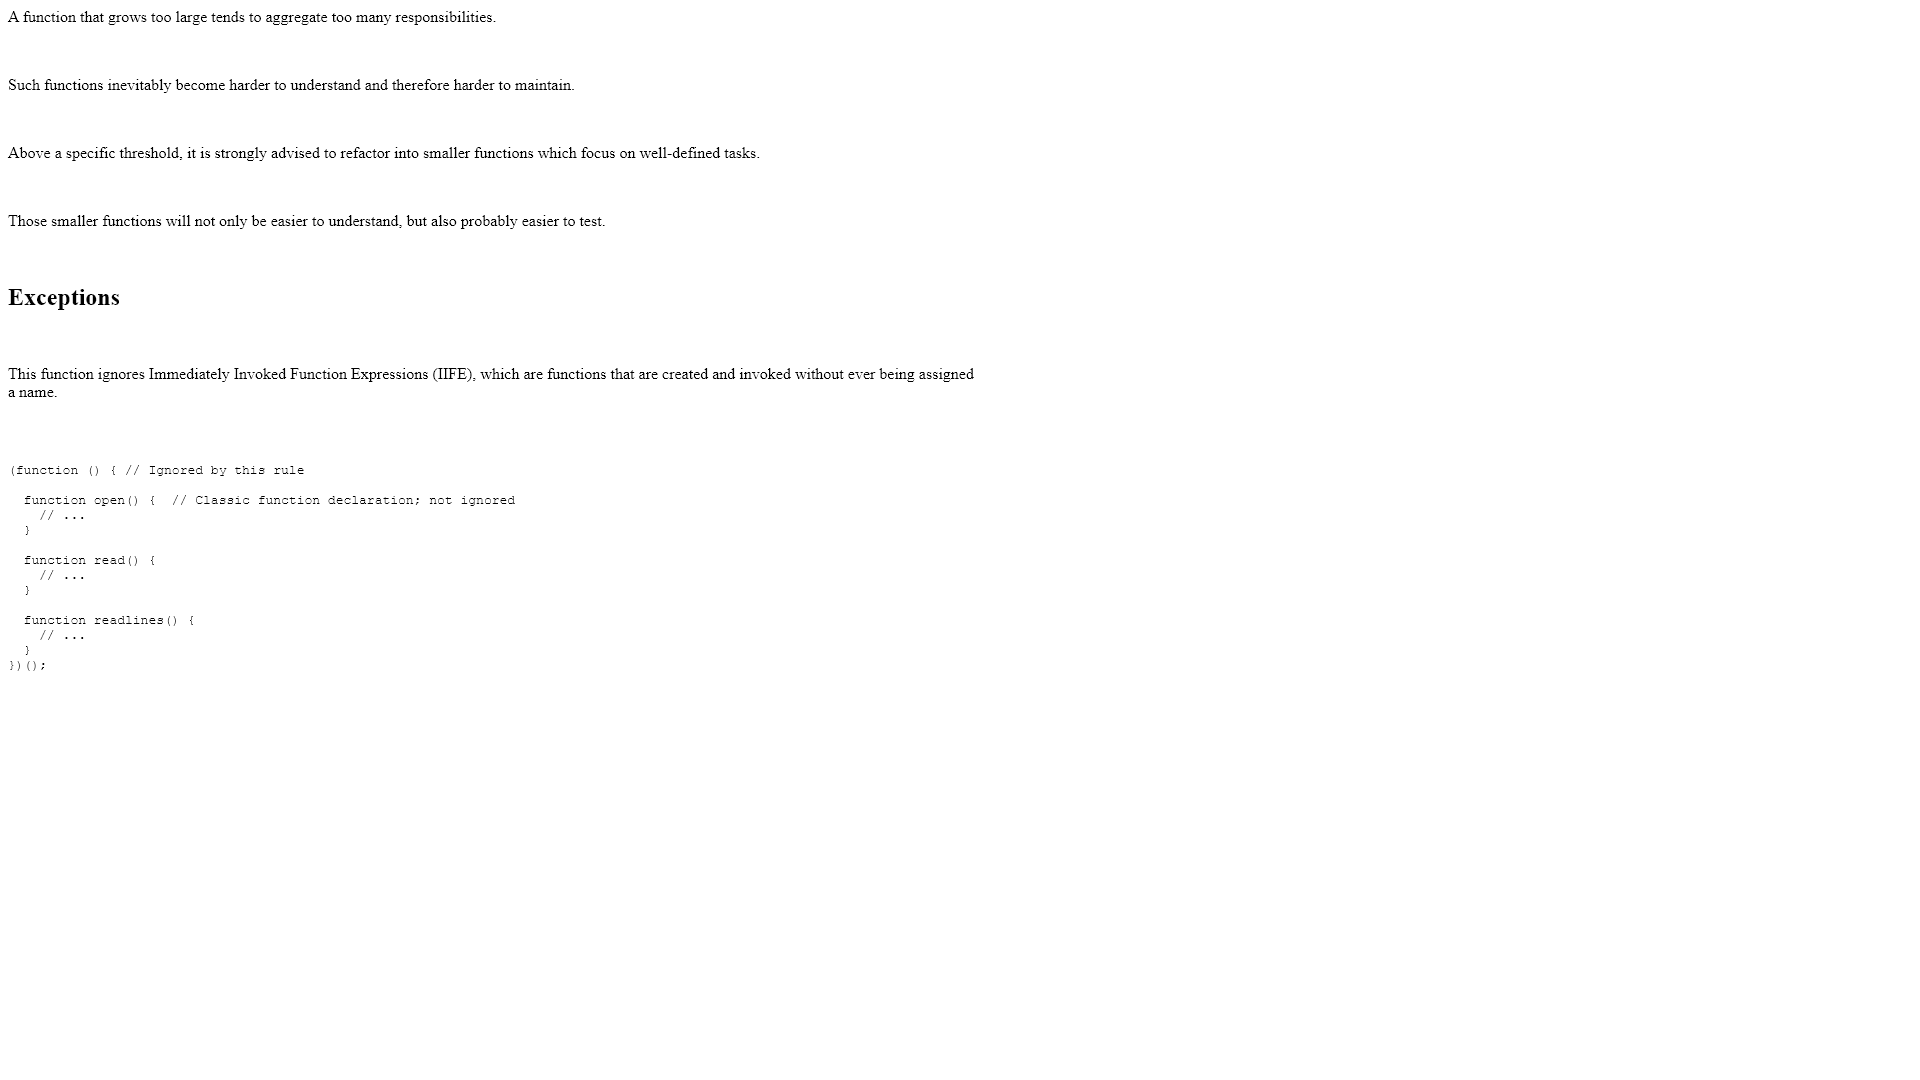 A function that grows too large tends to aggregate too many responsibilities.
Such functions inevitably become harder to understand and therefore harder to maintain.
Above a specific threshold, it is strongly advised to refactor into smaller functions which focus on well-defined tasks.
Those smaller functions will not only be easier to understand, but also probably easier to test.
Exceptions
This function ignores Immediately Invoked Function Expressions (IIFE), which are functions that are created and invoked without ever being assigned
a name.
(function () { // Ignored by this rule
  function open() {  // Classic function declaration; not ignored
    // ...
  }
  function read() {
    // ...
  }
  function readlines() {
    // ...
  }
})();